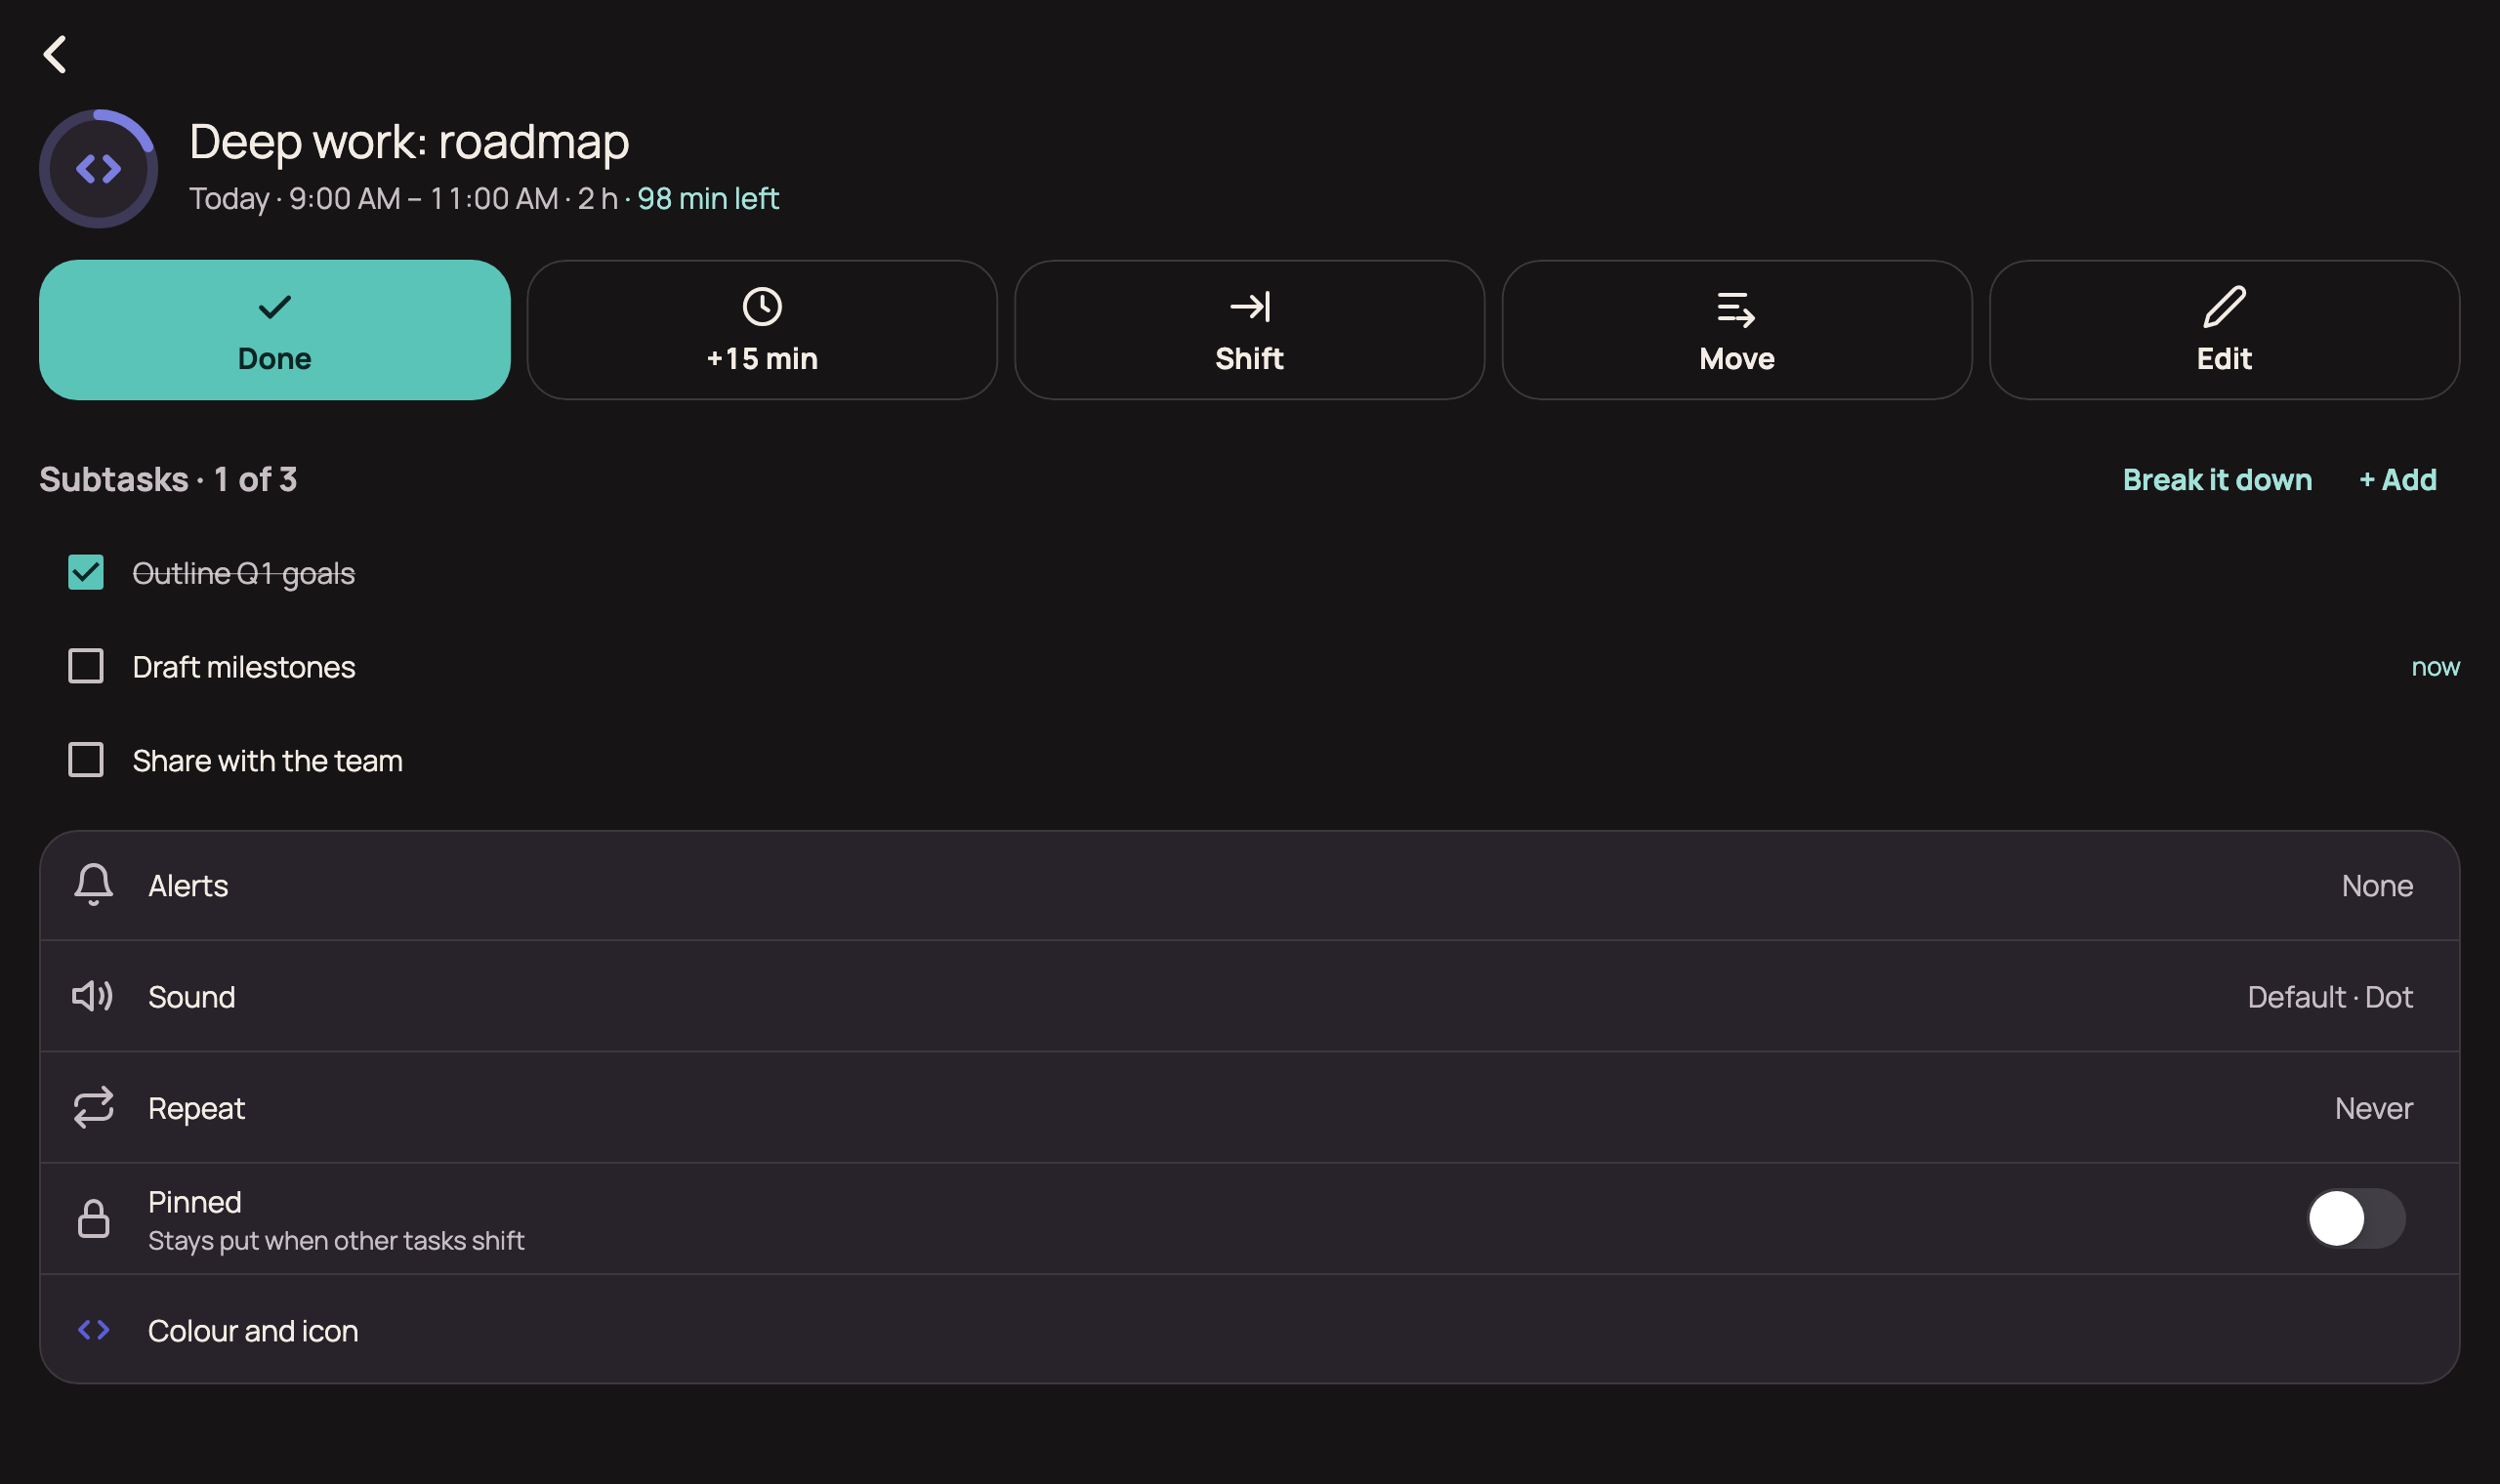 Deep work: roadmap
Today · 9:00 AM – 11:00 AM · 2 h · 98 min left
Done
+15 min
Shift
Move
Edit
Subtasks · 1 of 3
Break it down
+ Add
Outline Q1 goals
Draft milestones
now
Share with the team
Alerts
None
Sound
Default · Dot
Repeat
Never
Pinned
Stays put when other tasks shift
Colour and icon